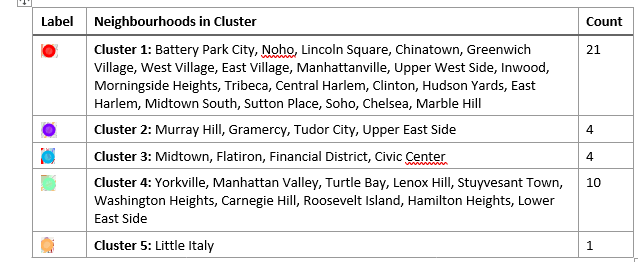 Label Neighbourhoods in Cluster Count
Cluster 1: Battery Park City, Noho, Lincoln Square, Chinatown, Greenwich 21
Village, West Village, East Village, Manhattanville, Upper West Side, Inwood,
Morningside Heights, Tribeca, Central Harlem, Clinton, Hudson Yards, East
Harlem, Midtown South, Sutton Place, Soho, Chelsea, Marble Hill
Cluster 2: Murray Hill, Gramercy, Tudor City, Upper East Side 4
Cluster 3: Midtown, Flatiron, Financial District, Civic Center 4
Cluster 4: Yorkville, Manhattan Valley, Turtle Bay, Lenox Hill, Stuyvesant Town, 10
Washington Heights, Carnegie Hill, Roosevelt Island, Hamilton Heights, Lower
East Side
Cluster 5: Little Italy 1